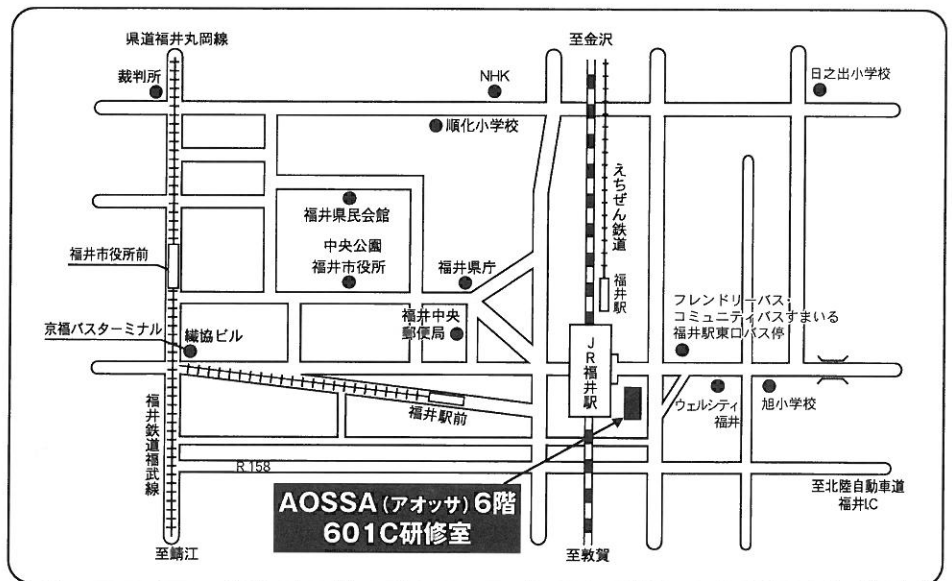 県道福井丸岡線
至金沢
裁判所
NHK
日之出小学校
順化小学校
えちぜん鉄道
福井駅
福井県民会館
中央公園
福井市役所
福井県庁
福井市役所前
フレンドリーバス・
コミュニティバスすまいる
福井駅東口バス停
京福バスターミナル
繊協ビル
福井中央
郵便局
JR福井駅
福井駅前
ウェルシティ
福井
旭小学校
福井鉄道福武線
R 158
AOSSA(アオッサ)6階
601C研修室
至北陸自動車道
福井I.C
至鯖江
至敦賀